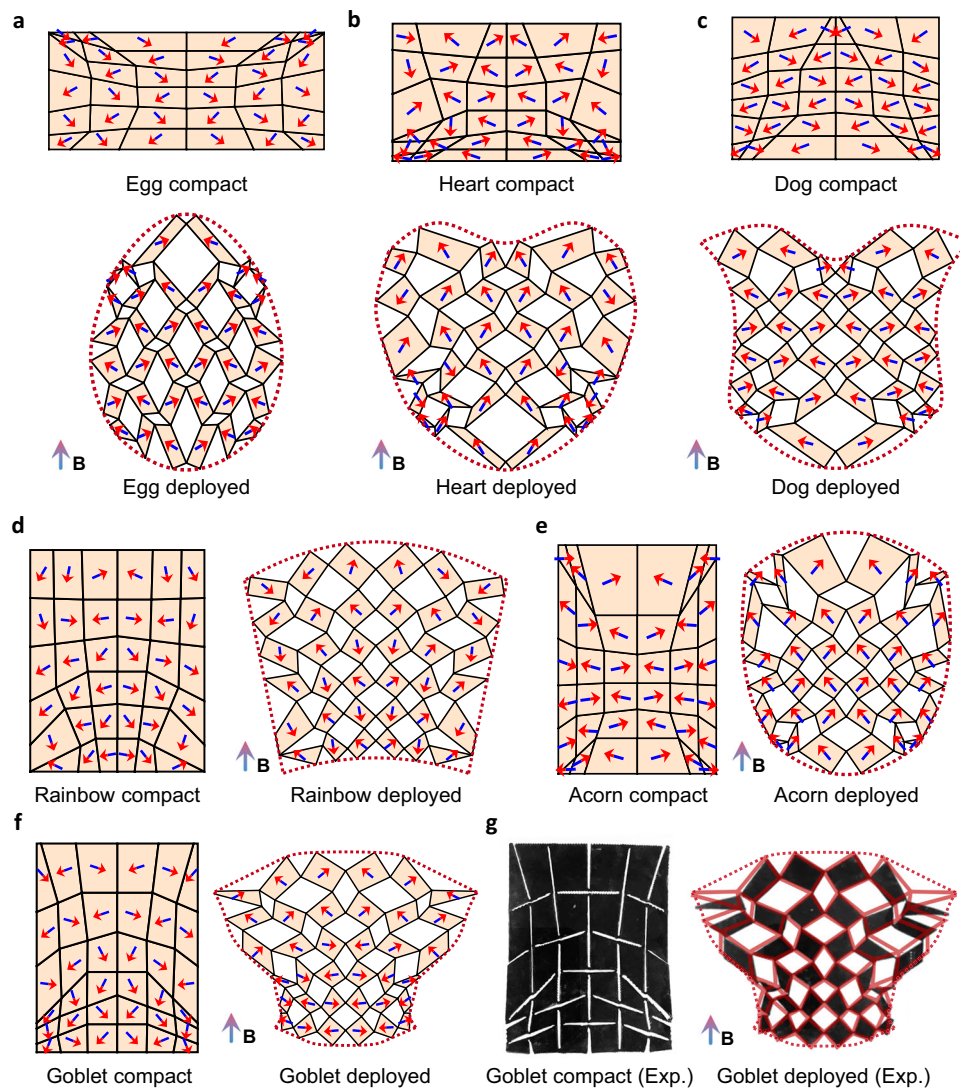 a
b
c
Egg compact
Heart compact
Dog compact
B
B
B
Egg deployed
Heart deployed
Dog deployed
d
e
B
B
Rainbow compact
Rainbow deployed
Acorn compact
Acorn deployed
f
g
B
B
Goblet compact
Goblet deployed
Goblet compact (Exp.)
Goblet deployed (Exp.)